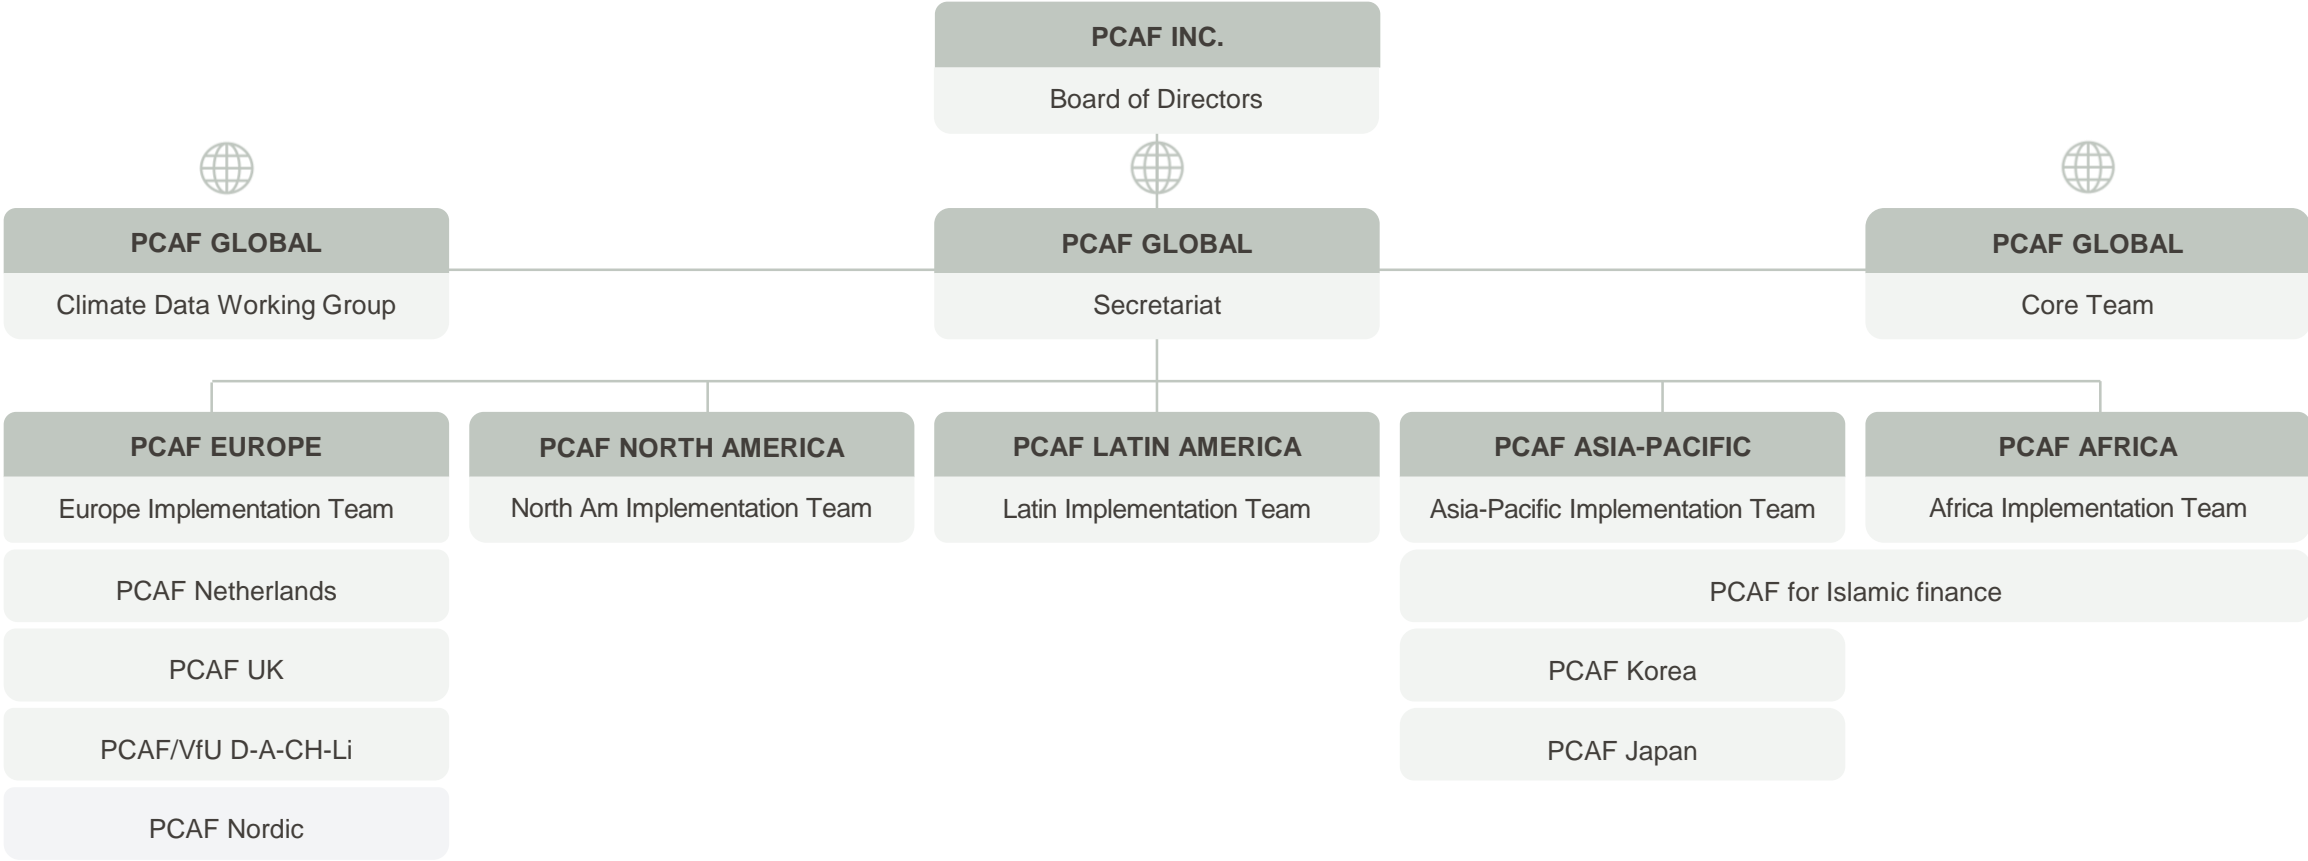 PCAF INC.
Board of Directors
PCAF GLOBAL
Climate Data Working Group
PCAF GLOBAL
Secretariat
PCAF GLOBAL
Core Team
PCAF EUROPE
Europe Implementation Team
PCAF Netherlands
PCAF UK
PCAF/VfU D-A-CH-Li
PCAF Nordic
PCAF NORTH AMERICA
North Am Implementation Team
PCAF LATIN AMERICA
Latin Implementation Team
PCAF ASIA-PACIFIC
Asia-Pacific Implementation Team
PCAF AFRICA
Africa Implementation Team
PCAF for Islamic finance
PCAF Korea
PCAF Japan